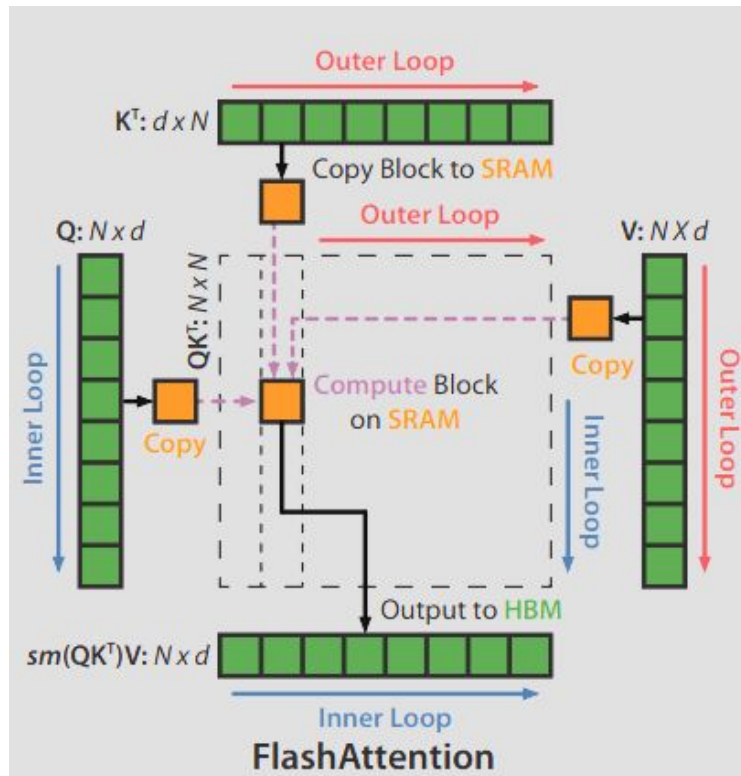 Outer Loop
Kᵀ: d x N
Copy Block to SRAM
Outer Loop
Q: N x d
V: N X d
QKᵀ: N x N
Copy
Inner Loop
Compute Block
on SRAM
Copy
Inner Loop
Outer Loop
Output to HBM
sm(QKᵀ)V: N x d
Inner Loop
FlashAttention